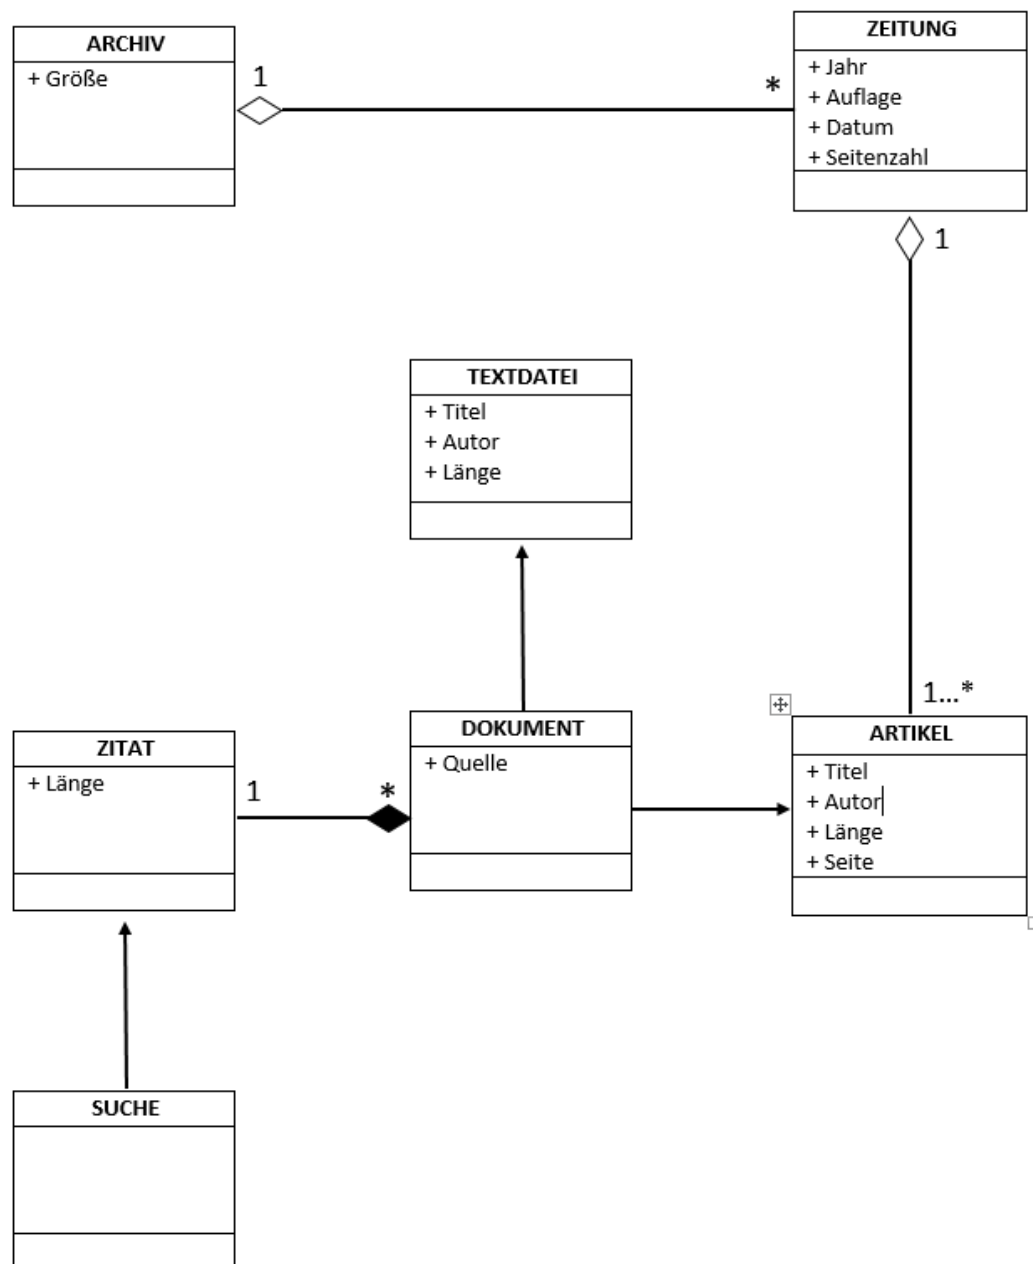 ARCHIV
+ Größe
1
*
ZEITUNG
+ Jahr
+ Auflage
+ Datum
+ Seitenzahl
1
TEXTDATEI
+ Titel
+ Autor
+ Länge
1...*
ZITAT
+ Länge
1
*
DOKUMENT
+ Quelle
ARTIKEL
+ Titel
+ Autor
+ Länge
+ Seite
SUCHE